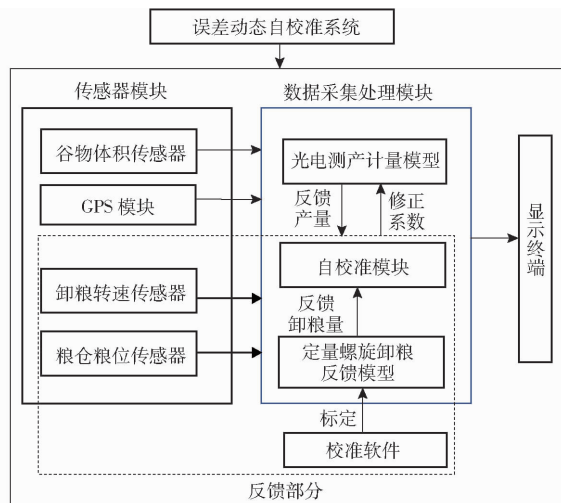 误差动态自校准系统
传感器模块
数据采集处理模块
谷物体积传感器
GPS 模块
卸粮转速传感器
粮仓粮位传感器
光电测产计量模型
反馈
产量
修正
系数
自校准模块
反馈
卸粮量
定量螺旋卸粮
反馈模型
标定
校准软件
反馈部分
显示终端